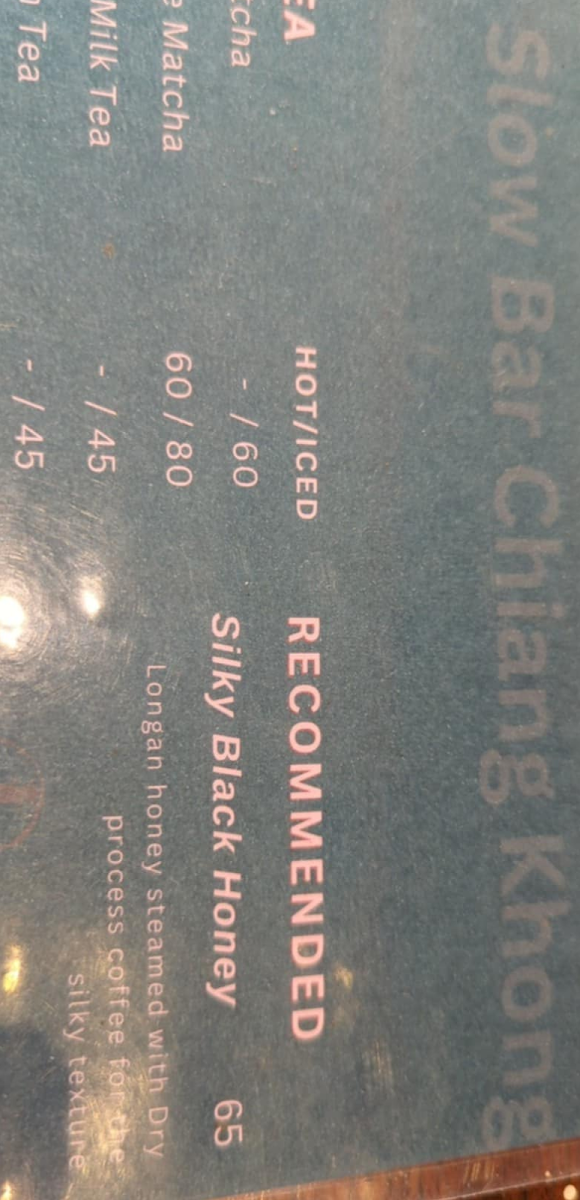 Slow Bar Chiang Khong
EA HOT/ICED
tcha - / 60
e Matcha 60 / 80
Milk Tea - / 45
Tea - / 45
RECOMMENDED
Silky Black Honey 65
Longan honey steamed with Dry
process coffee for the
silky texture